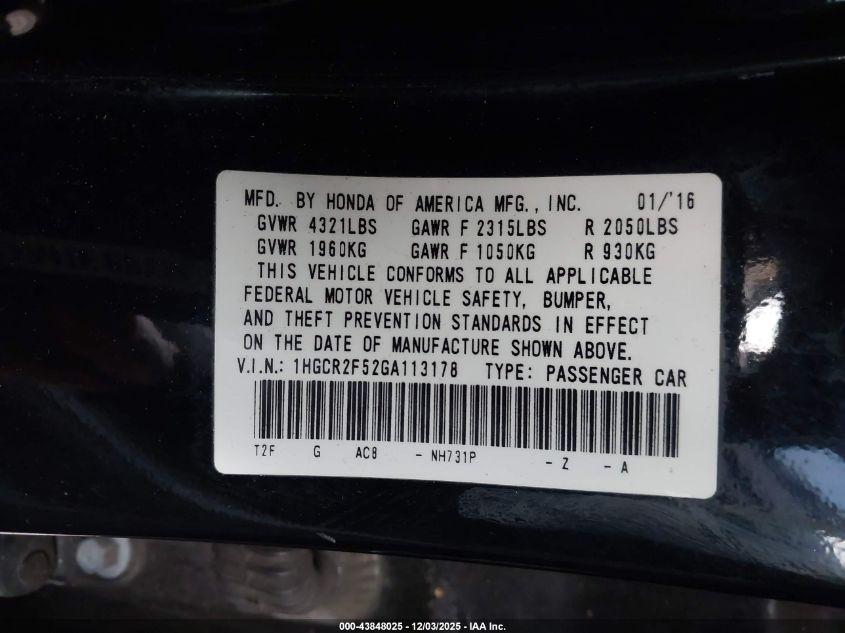 MFD. BY HONDA OF AMERICA MFG., INC. 01/'16
GVWR 4321LBS GAWR F 2315LBS R 2050LBS
GVWR 1960KG GAWR F 1050KG R 930KG
THIS VEHICLE CONFORMS TO ALL APPLICABLE
FEDERAL MOTOR VEHICLE SAFETY, BUMPER,
AND THEFT PREVENTION STANDARDS IN EFFECT
ON THE DATE OF MANUFACTURE SHOWN ABOVE.
V.I.N.: 1HGCR2F52GA113178 TYPE: PASSENGER CAR
T2F G AC8 - NH731P - Z - A
000-43848025 - 12/03/2025 - IAA Inc.